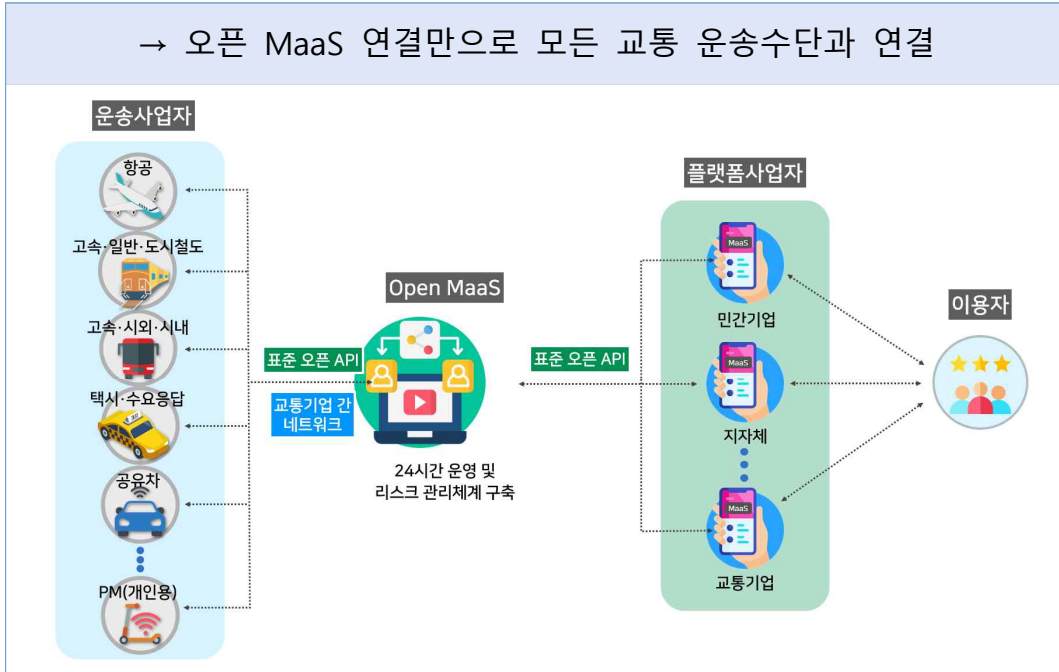 → 오픈 MaaS 연결만으로 모든 교통 운송수단과 연결
운송사업자
항공
고속·일반·도시철도
고속·시외·시내
택시·수요응답
TAXI
공유차
PM(개인용)
표준 오픈 API
교통기업 간
네트워크
Open MaaS
24시간 운영 및
리스크 관리체계 구축
표준 오픈 API
플랫폼사업자
MaaS
민간기업
MaaS
지자체
MaaS
교통기업
이용자